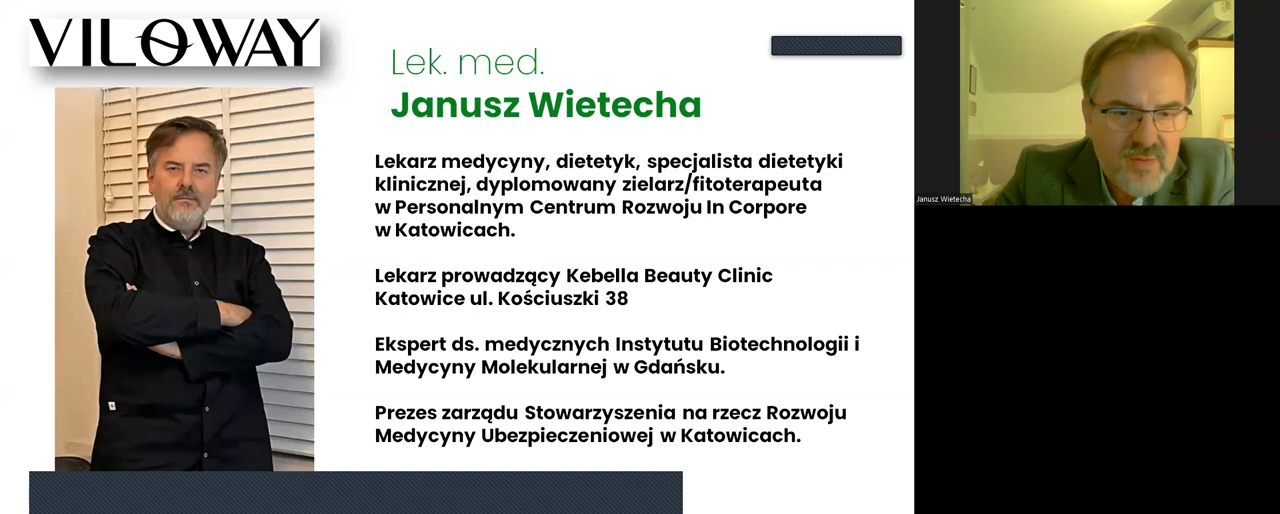 VILOWAY
Lek. med.
Janusz Wietecha
Lekarz medycyny, dietetyk, specjalista dietetyki
klinicznej, dyplomowany zielarz/fitoterapeuta
w Personalnym Centrum Rozwoju In Corpore
w Katowicach.
Lekarz prowadzący Kebella Beauty Clinic
Katowice ul. Kościuszki 38
Ekspert ds. medycznych Instytutu Biotechnologii i
Medycyny Molekularnej w Gdańsku.
Prezes zarządu Stowarzyszenia na rzecz Rozwoju
Medycyny Ubezpieczeniowej w Katowicach.
Janusz Wietecha